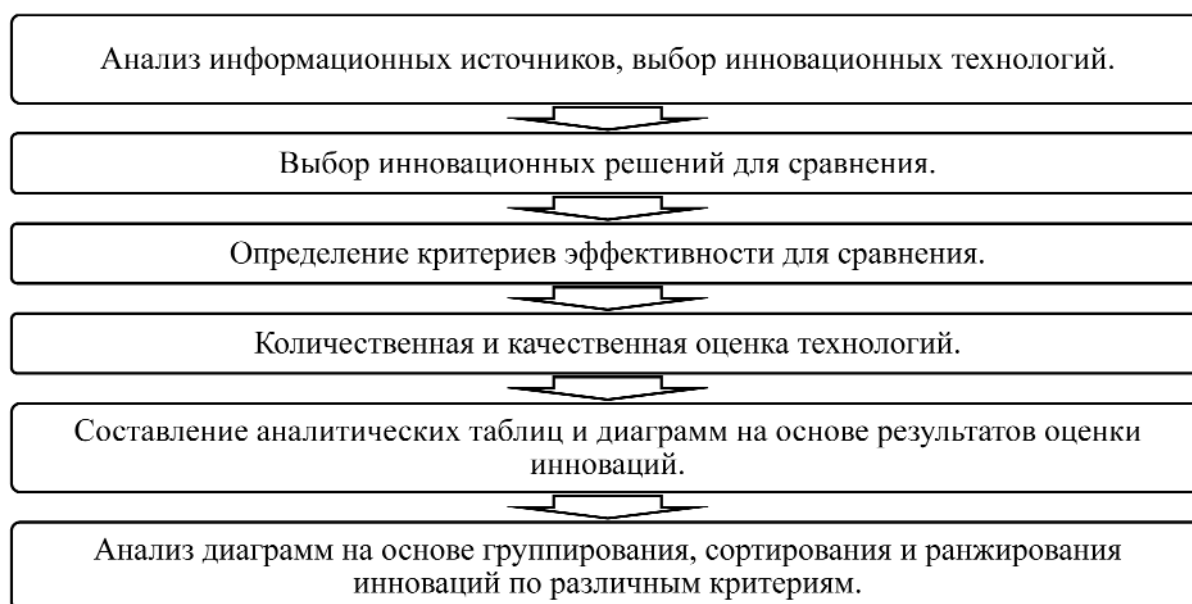 Анализ информационных источников, выбор инновационных технологий.
Выбор инновационных решений для сравнения.
Определение критериев эффективности для сравнения.
Количественная и качественная оценка технологий.
Составление аналитических таблиц и диаграмм на основе результатов оценки
инноваций.
Анализ диаграмм на основе группирования, сортирования и ранжирования
инноваций по различным критериям.